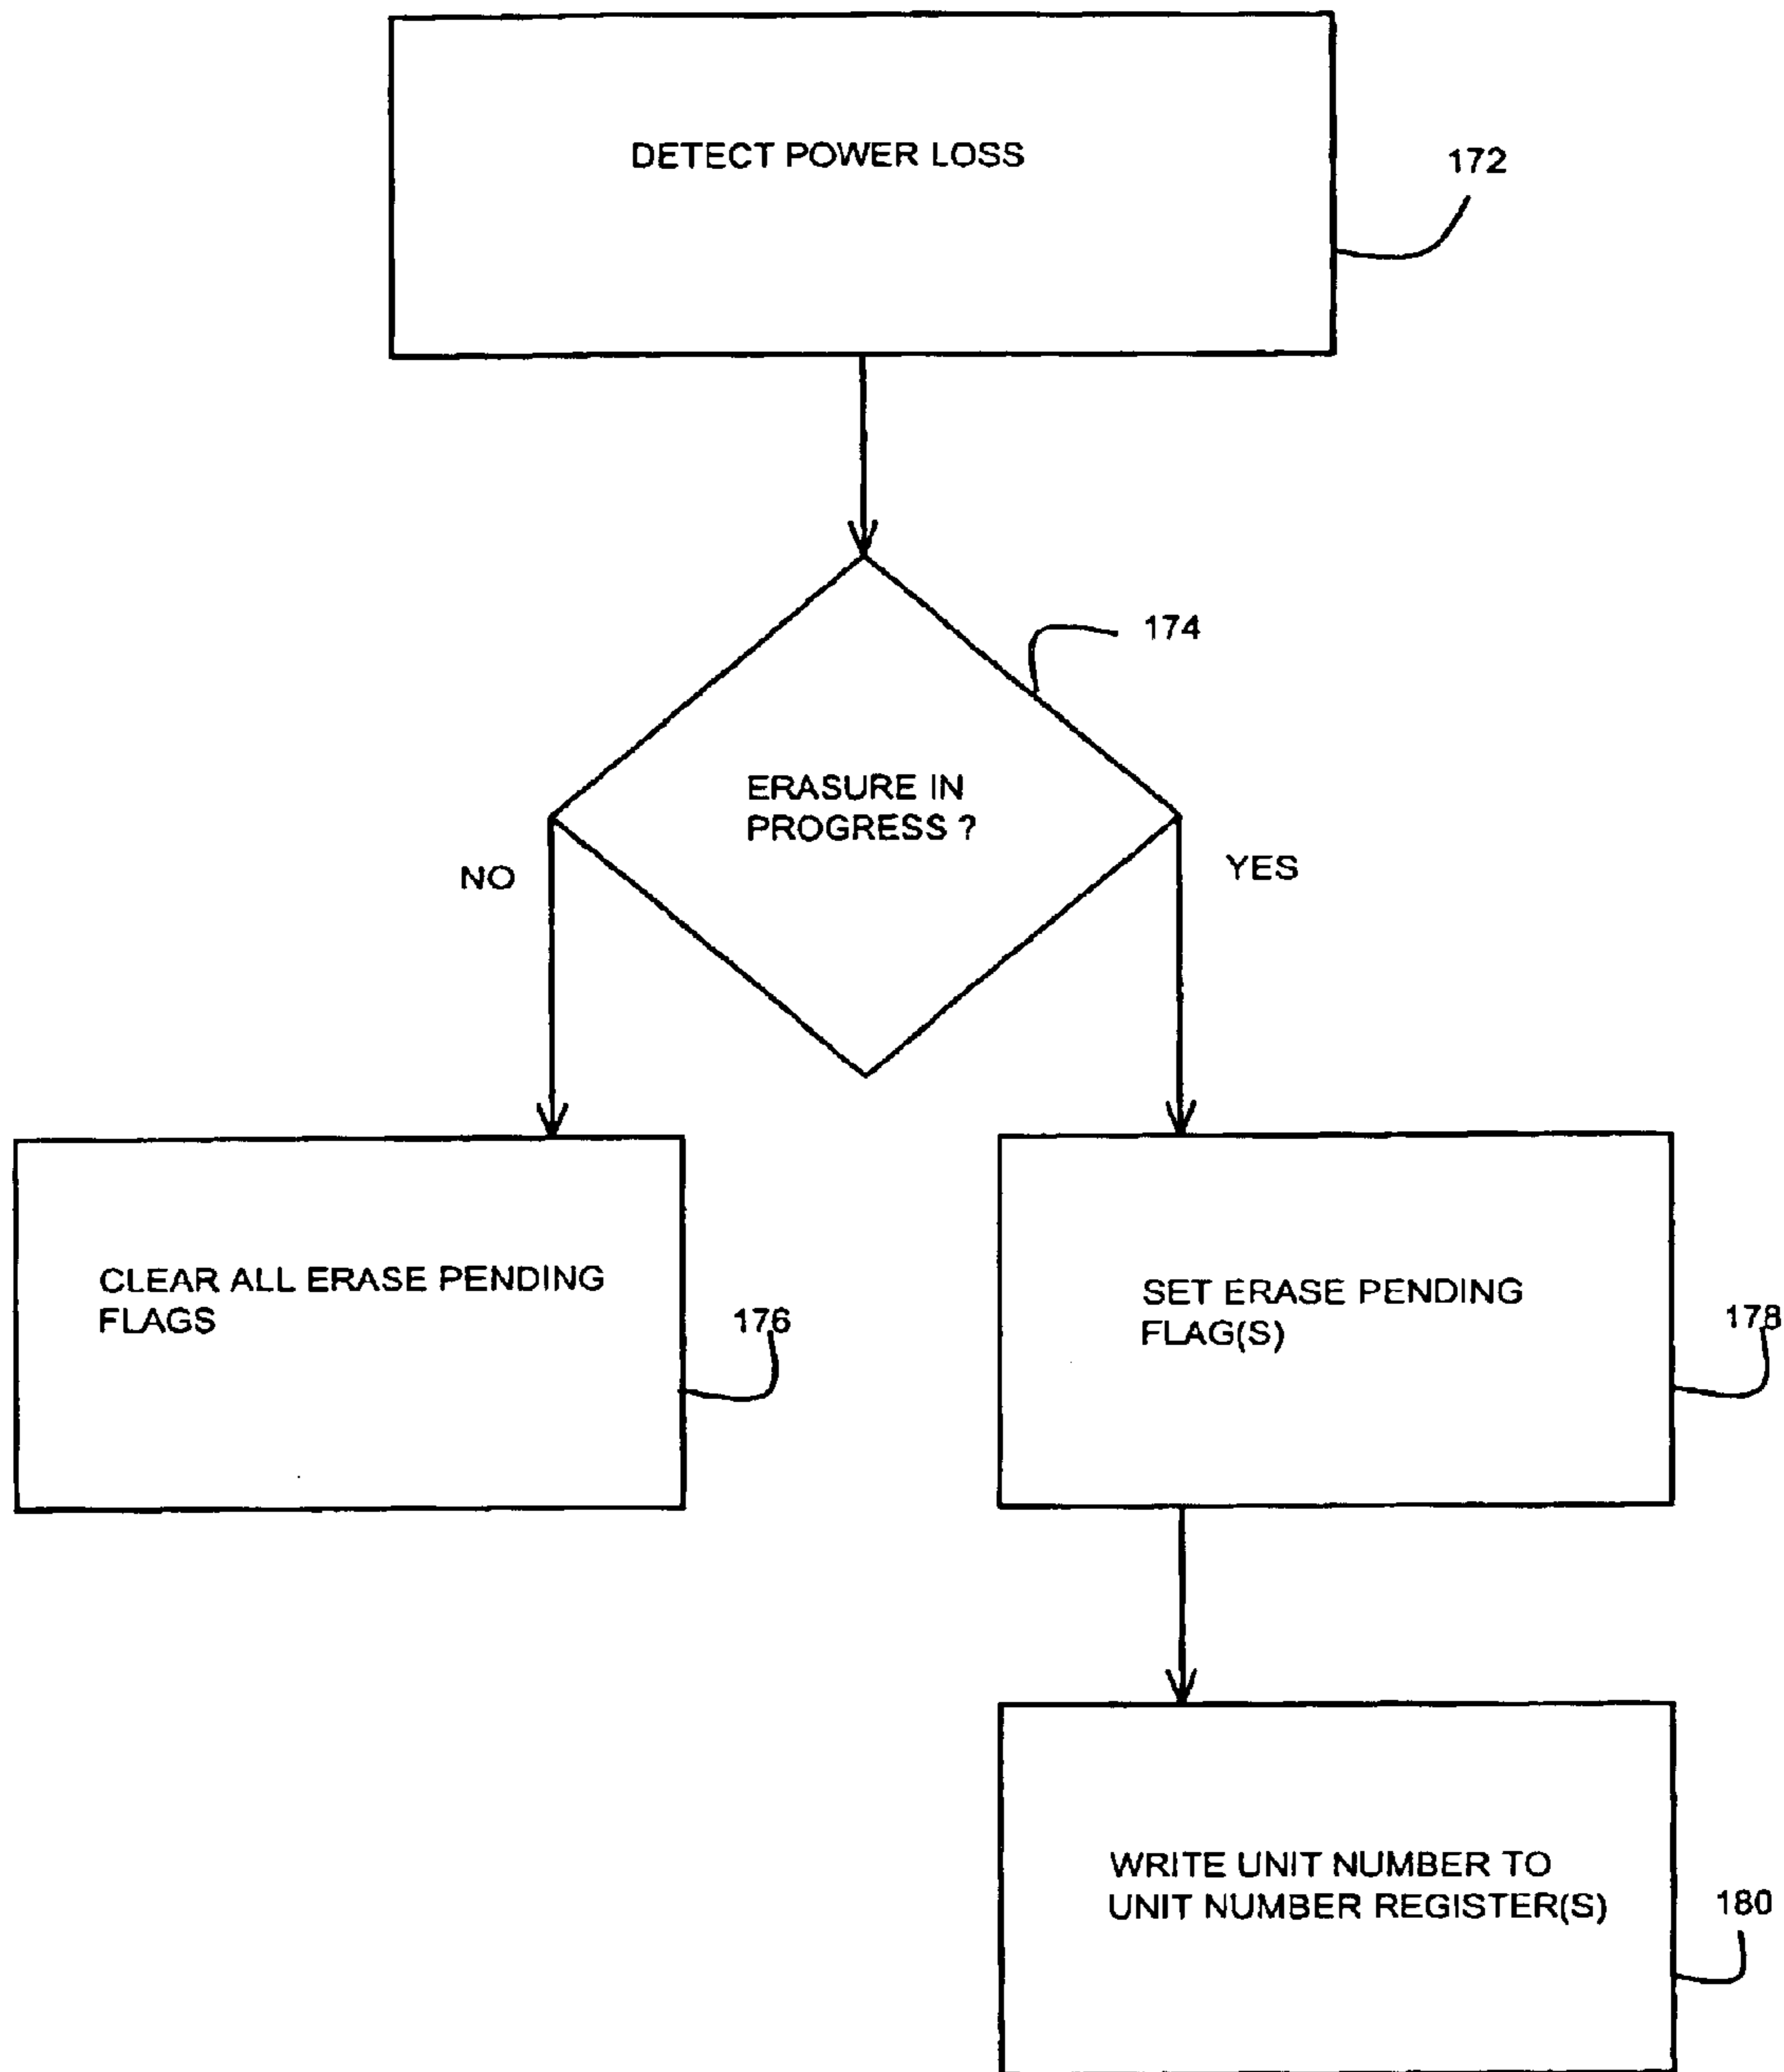 DETECT POWER LOSS
172
174
ERASURE IN
PROGRESS ?
NO
YES
CLEAR ALL ERASE PENDING
FLAGS
176
SET ERASE PENDING
FLAG(S)
178
WRITE UNIT NUMBER TO
UNIT NUMBER REGISTER(S)
180